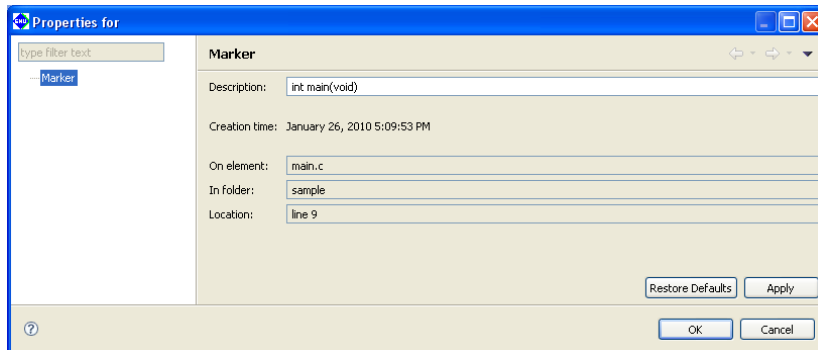 GNU Properties for
type filter text
Marker
Marker
Description: int main(void)
Creation time: January 26, 2010 5:09:53 PM
On element: main.c
In folder: sample
Location: line 9
Restore Defaults Apply
? OK Cancel